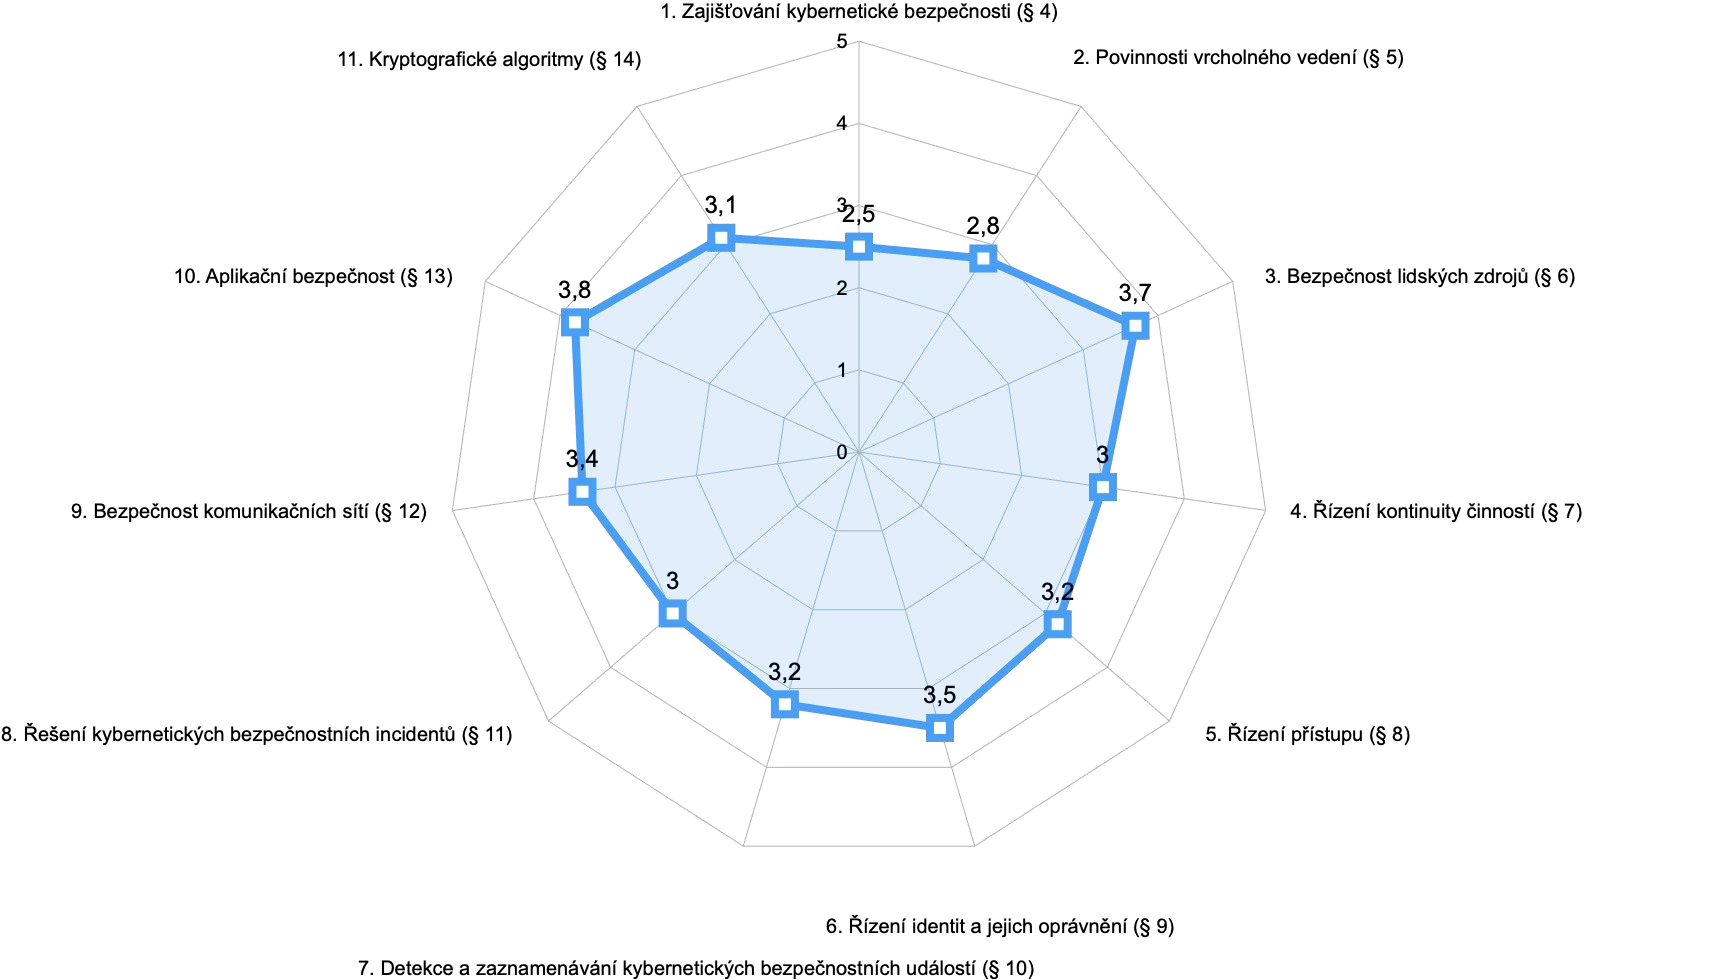 1. Zajišťování kybernetické bezpečnosti (§ 4)
5
11. Kryptografické algoritmy (§ 14)
2. Povinnosti vrcholného vedení (§ 5)
4
3,1
3
2,5
2,8
10. Aplikační bezpečnost (§ 13)
3. Bezpečnost lidských zdrojů (§ 6)
3,8
2
3,7
1
3,4
0
3
9. Bezpečnost komunikačních sítí (§ 12)
4. Řízení kontinuity činností (§ 7)
3
3,2
3,2
3,5
8. Řešení kybernetických bezpečnostních incidentů (§ 11)
5. Řízení přístupu (§ 8)
6. Řízení identit a jejich oprávnění (§ 9)
7. Detekce a zaznamenávání kybernetických bezpečnostních událostí (§ 10)